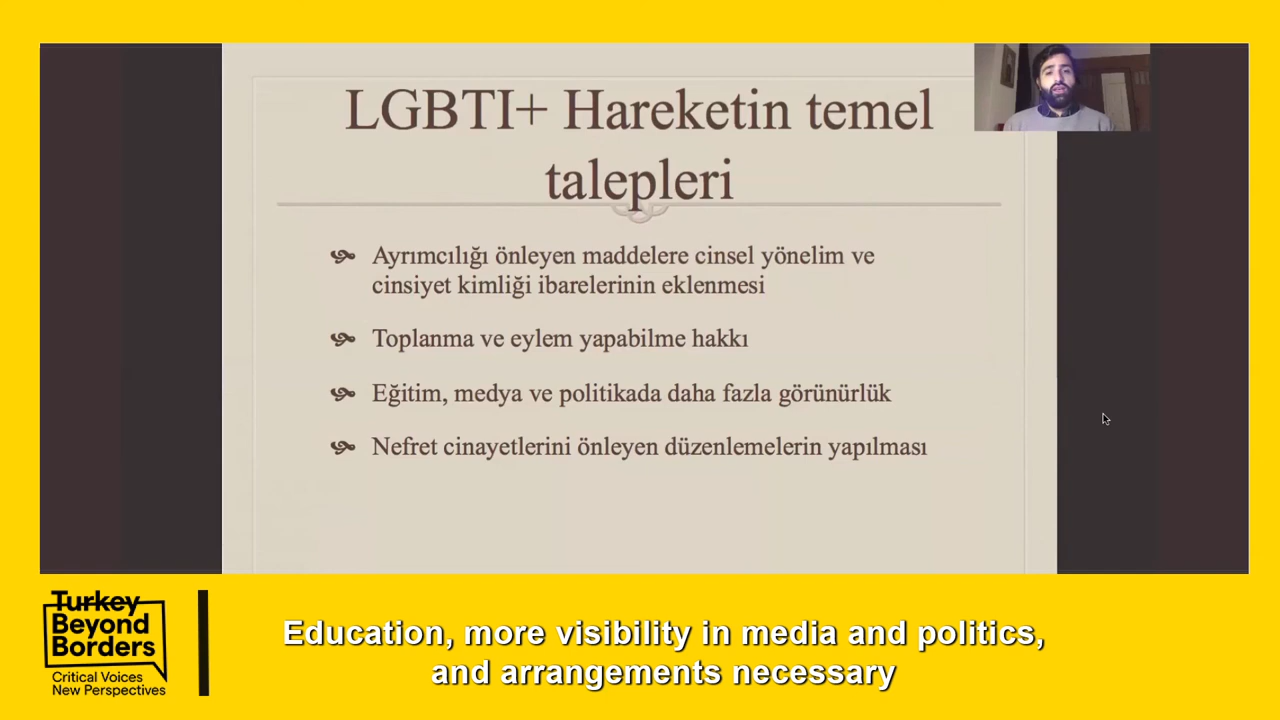 LGBTI+ Hareketin temel
talepleri
Ayrımcılığı önleyen maddelere cinsel yönelim ve
cinsiyet kimliği ibarelerinin eklenmesi
Toplanma ve eylem yapabilme hakkı
Eğitim, medya ve politikada daha fazla görünürlük
Nefret cinayetlerini önleyen düzenlemelerin yapılması
Turkey
Beyond
Borders
Critical Voices
New Perspectives
Education, more visibility in media and politics,
and arrangements necessary